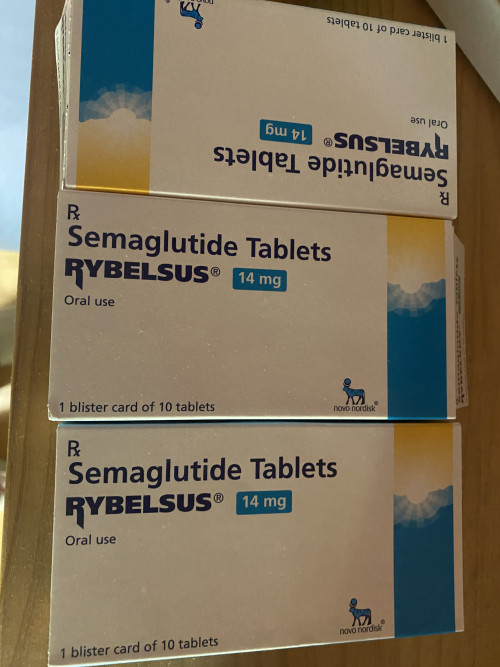 ℞
Semaglutide Tablets
RYBELSUS® 14 mg
Oral use
1 blister card of 10 tablets
℞
Semaglutide Tablets
RYBELSUS® 14 mg
Oral use
novo nordisk®
1 blister card of 10 tablets
℞
Semaglutide Tablets
RYBELSUS® 14 mg
Oral use
novo nordisk®
1 blister card of 10 tablets